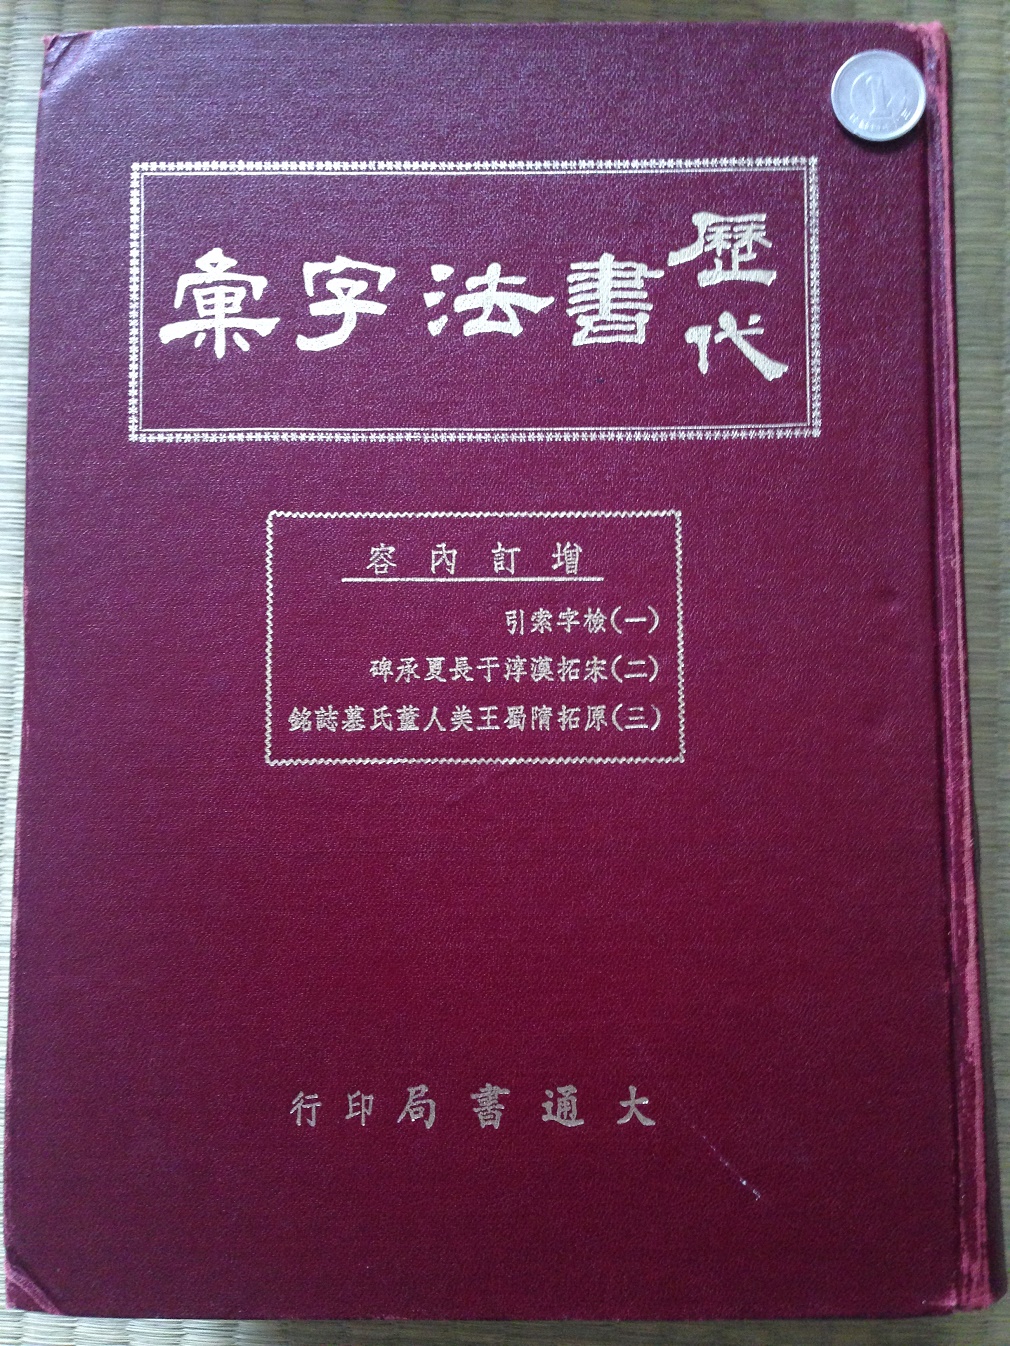 歷代書法字彙
增訂內容
(一)檢字索引
(二)宋拓漢淳于長夏承碑
(三)原拓隋蜀王美人董氏墓誌銘
大通書局印行
1